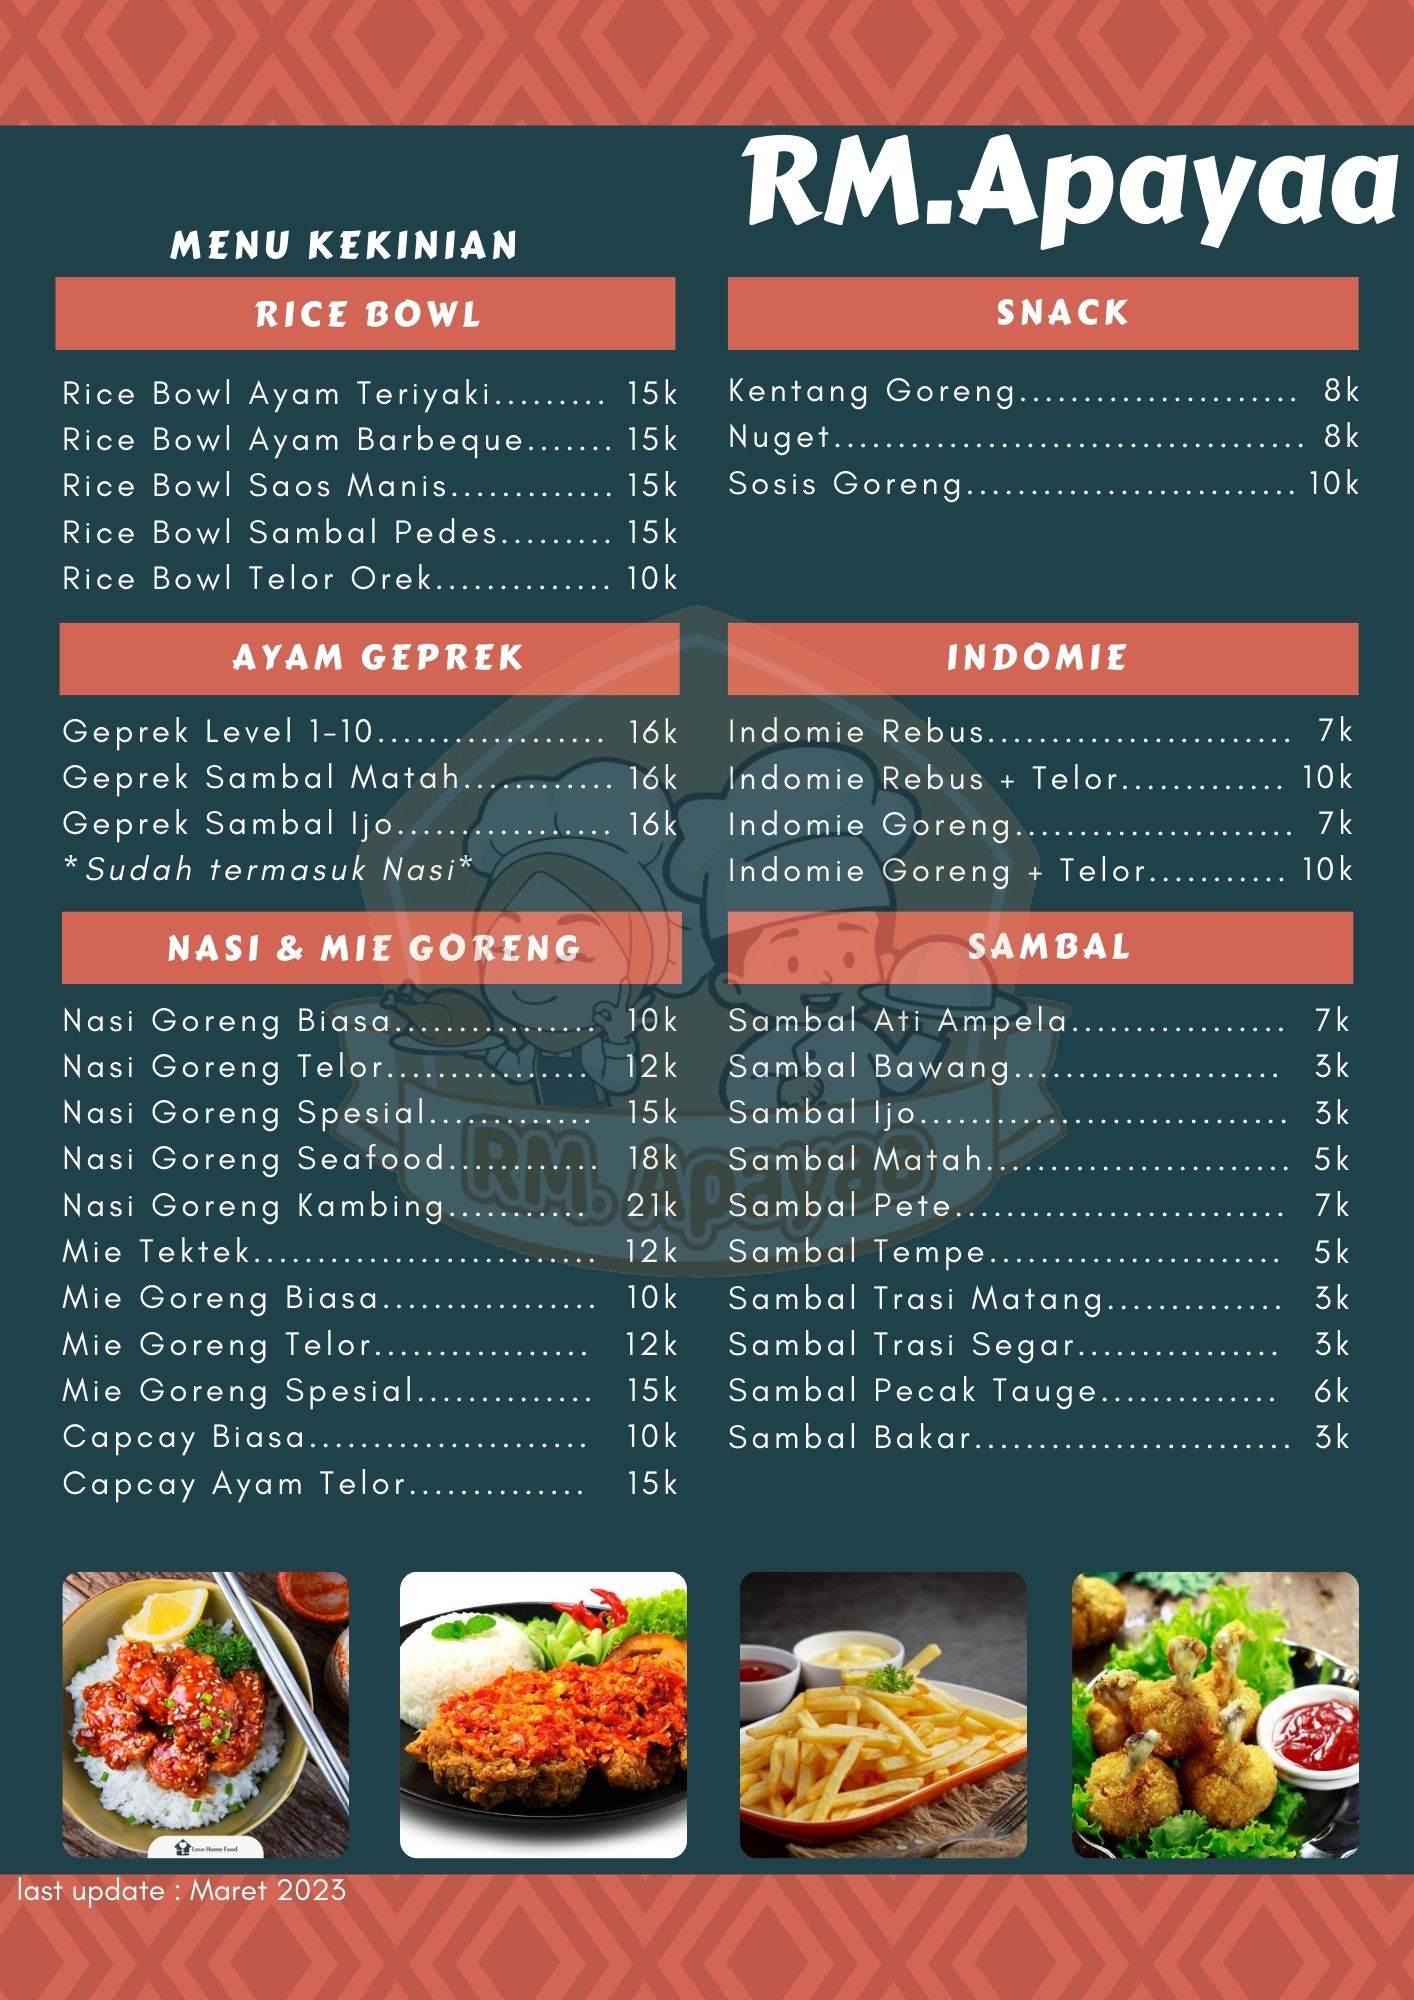 RM.Apayaa
MENU KEKINIAN
RICE BOWL
Rice Bowl Ayam Teriyaki......... 15k
Rice Bowl Ayam Barbeque....... 15k
Rice Bowl Saos Manis............. 15k
Rice Bowl Sambal Pedes......... 15k
Rice Bowl Telor Orek.............. 10k
AYAM GEPREK
Geprek Level 1-10.................. 16k
Geprek Sambal Matah............ 16k
Geprek Sambal Ijo................. 16k
*Sudah termasuk Nasi*
NASI & MIE GORENG
Nasi Goreng Biasa................ 10k
Nasi Goreng Telor................ 12k
Nasi Goreng Spesial............. 15k
Nasi Goreng Seafood............ 18k
Nasi Goreng Kambing........... 21k
Mie Tektek........................... 12k
Mie Goreng Biasa................. 10k
Mie Goreng Telor................. 12k
Mie Goreng Spesial.............. 15k
Capcay Biasa...................... 10k
Capcay Ayam Telor.............. 15k
SNACK
Kentang Goreng...................... 8k
Nuget..................................... 8k
Sosis Goreng.......................... 10k
INDOMIE
Indomie Rebus........................ 7k
Indomie Rebus + Telor............. 10k
Indomie Goreng...................... 7k
Indomie Goreng + Telor........... 10k
SAMBAL
Sambal Ati Ampela................. 7k
Sambal Bawang..................... 3k
Sambal Ijo............................. 3k
Sambal Matah........................ 5k
Sambal Pete.......................... 7k
Sambal Tempe....................... 5k
Sambal Trasi Matang.............. 3k
Sambal Trasi Segar................ 3k
Sambal Pecak Tauge.............. 6k
Sambal Bakar......................... 3k
RM. Apayaa
Love Home Food
last update : Maret 2023